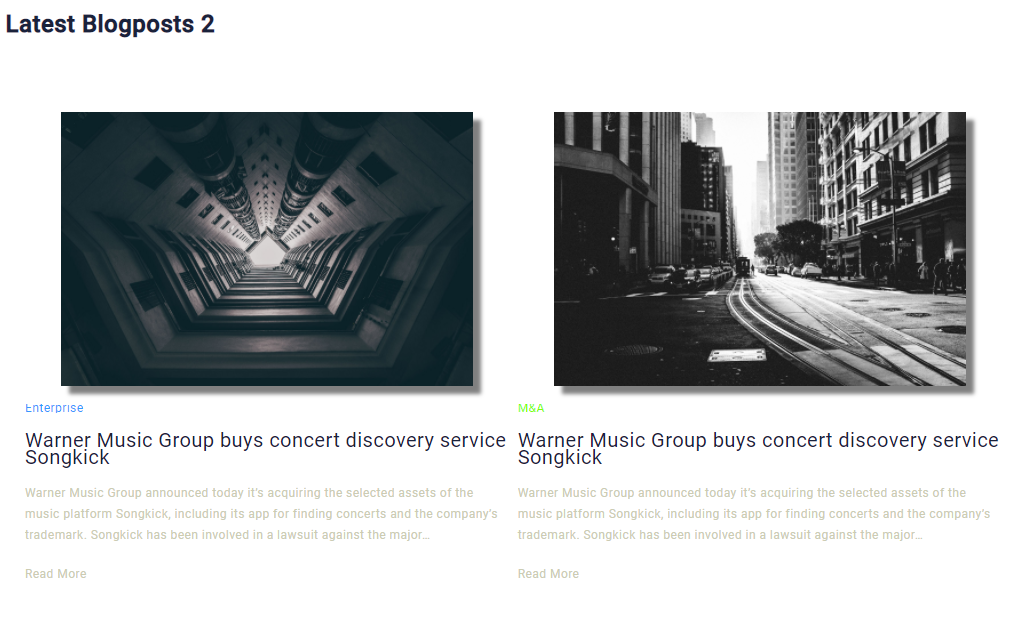 Latest Blogposts 2
Enterprise
Warner Music Group buys concert discovery service
Songkick
Warner Music Group announced today it's acquiring the selected assets of the
music platform Songkick, including its app for finding concerts and the company's
trademark. Songkick has been involved in a lawsuit against the major...
Read More
M&A
Warner Music Group buys concert discovery service
Songkick
Warner Music Group announced today it's acquiring the selected assets of the
music platform Songkick, including its app for finding concerts and the company's
trademark. Songkick has been involved in a lawsuit against the major...
Read More